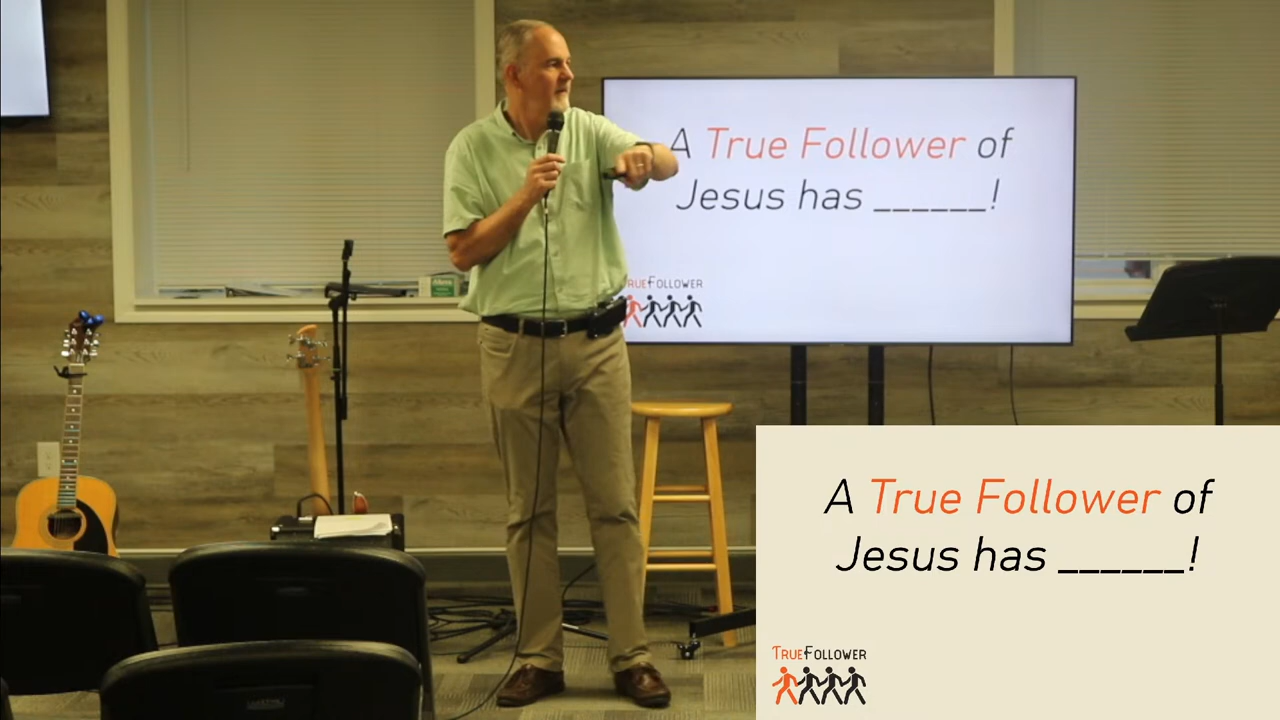 A True Follower of
Jesus has ______!
TRUEFOLLOWER
A True Follower of
Jesus has ______!
TRUEFOLLOWER